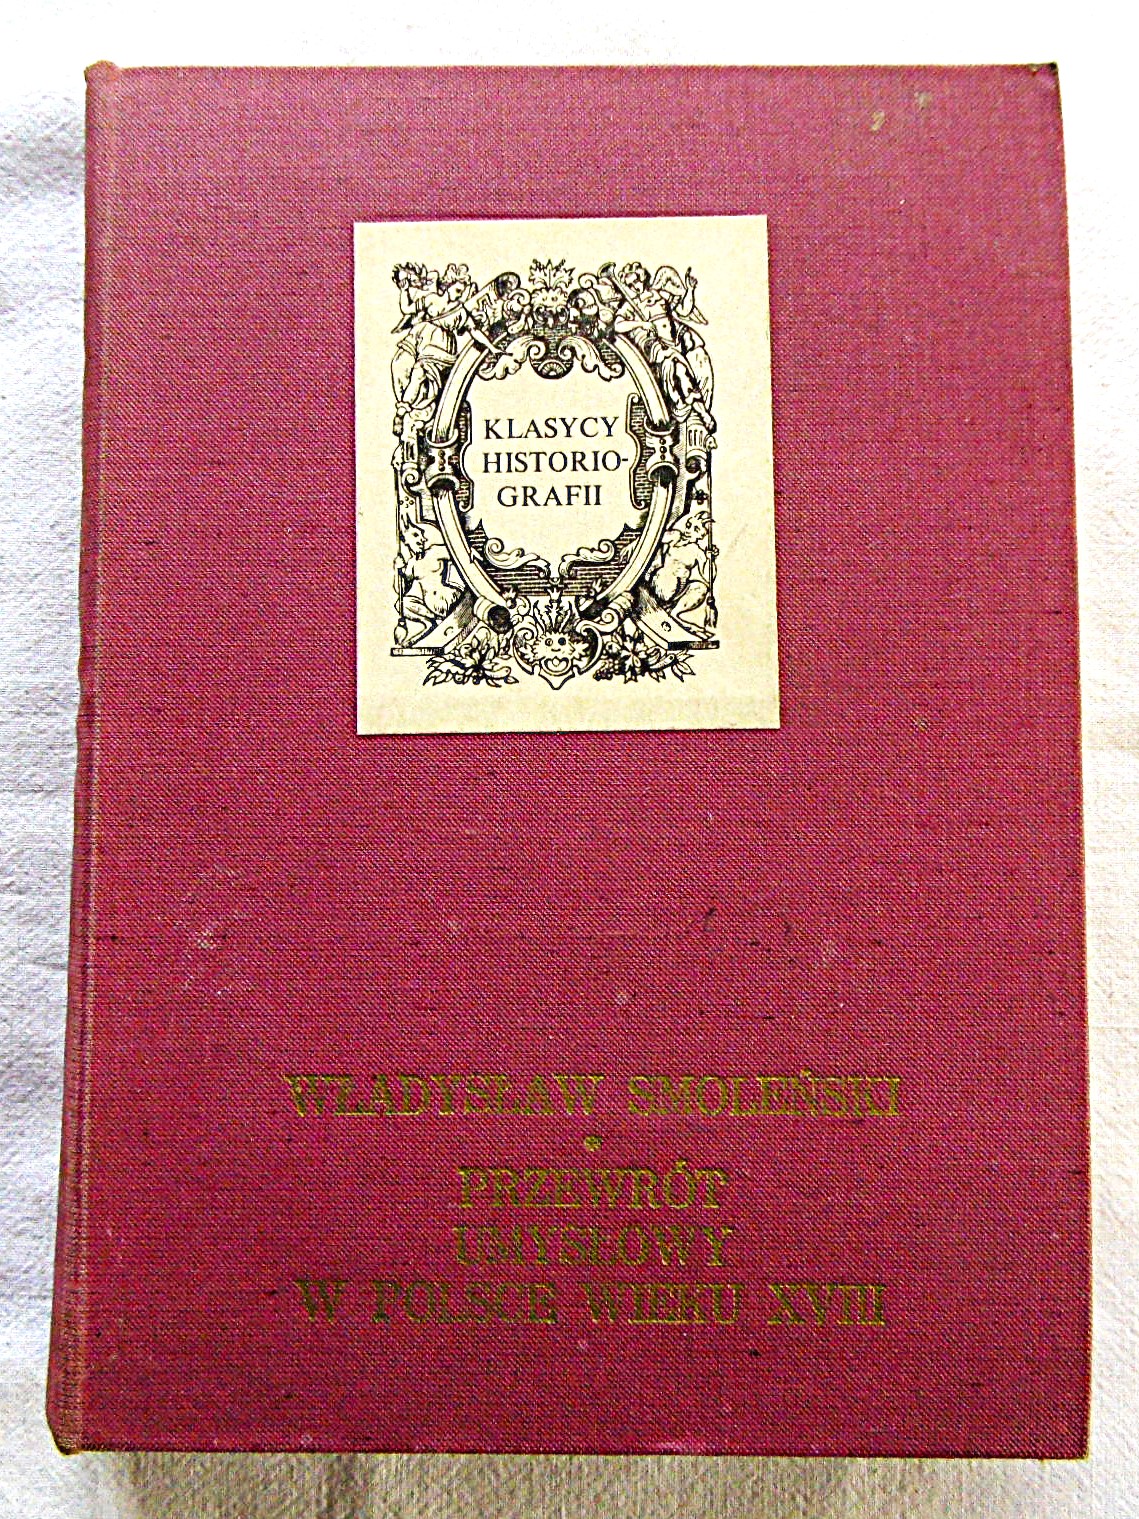 KLASYCY
HISTORIO-
GRAFII
WŁADYSŁAW SMOLEŃSKI
PRZEWRÓT
UMYSŁOWY
W POLSCE WIEKU XVIII